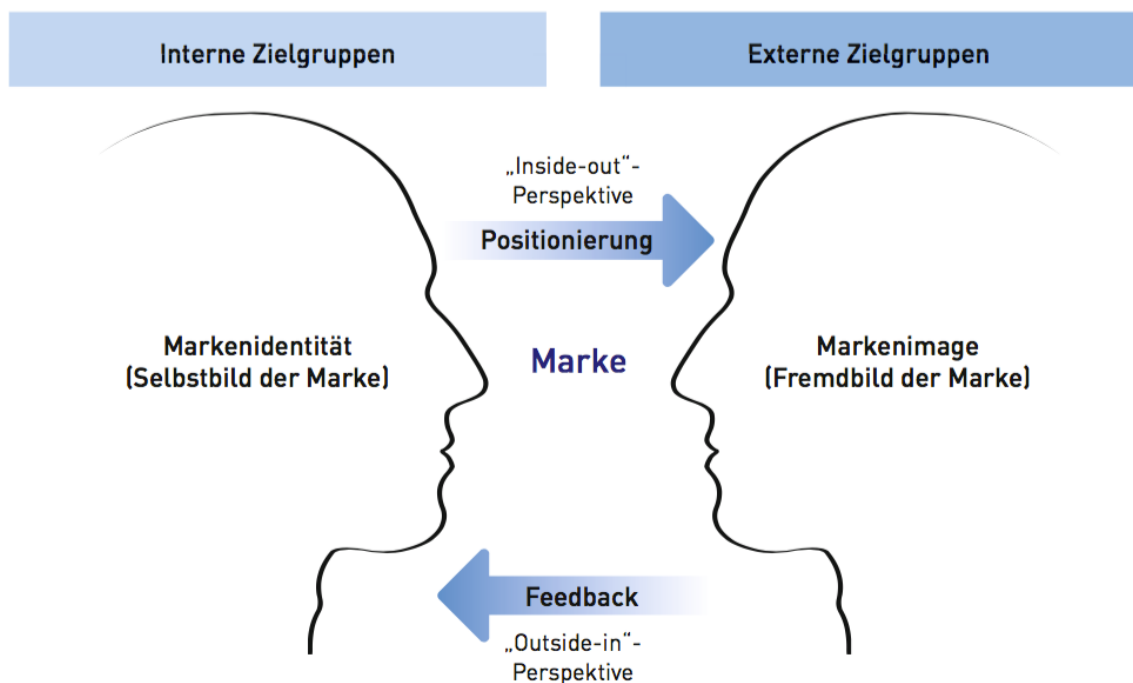 Interne Zielgruppen
Externe Zielgruppen
„Inside-out“-
Perspektive
Positionierung
Markenidentität
(Selbstbild der Marke)
Marke
Markenimage
(Fremdbild der Marke)
Feedback
„Outside-in“-
Perspektive